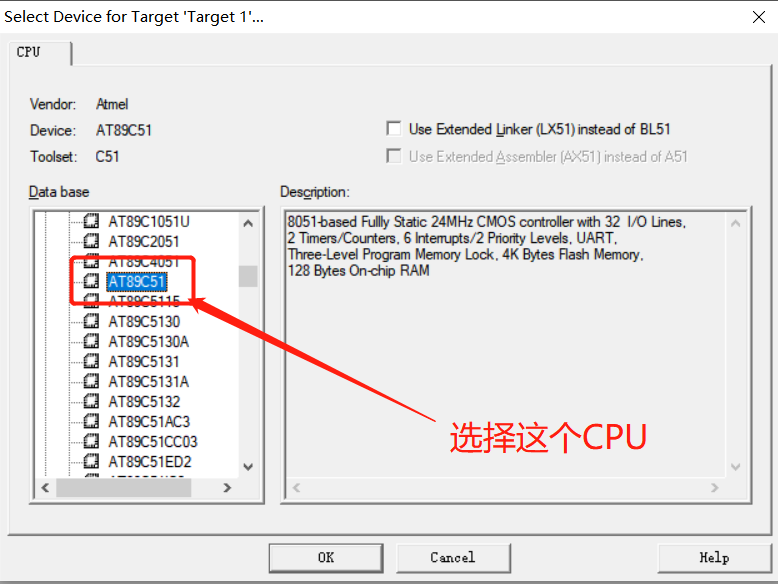 Select Device for Target 'Target 1'...
CPU
Vendor: Atmel
Device: AT89C51
Toolset: C51
Use Extended Linker (LX51) instead of BL51
Use Extended Assembler (AX51) instead of A51
Data base
AT89C1051U
AT89C2051
AT89C4051
AT89C51
AT89C5115
AT89C5130
AT89C5130A
AT89C5131
AT89C5131A
AT89C5132
AT89C51AC3
AT89C51CC03
AT89C51ED2
Description:
8051-based Fullly Static 24MHz CMOS controller with 32 I/O Lines,
2 Timers/Counters, 6 Interrupts/2 Priority Levels, UART,
Three-Level Program Memory Lock, 4K Bytes Flash Memory,
128 Bytes On-chip RAM
选择这个CPU
OK
Cancel
Help